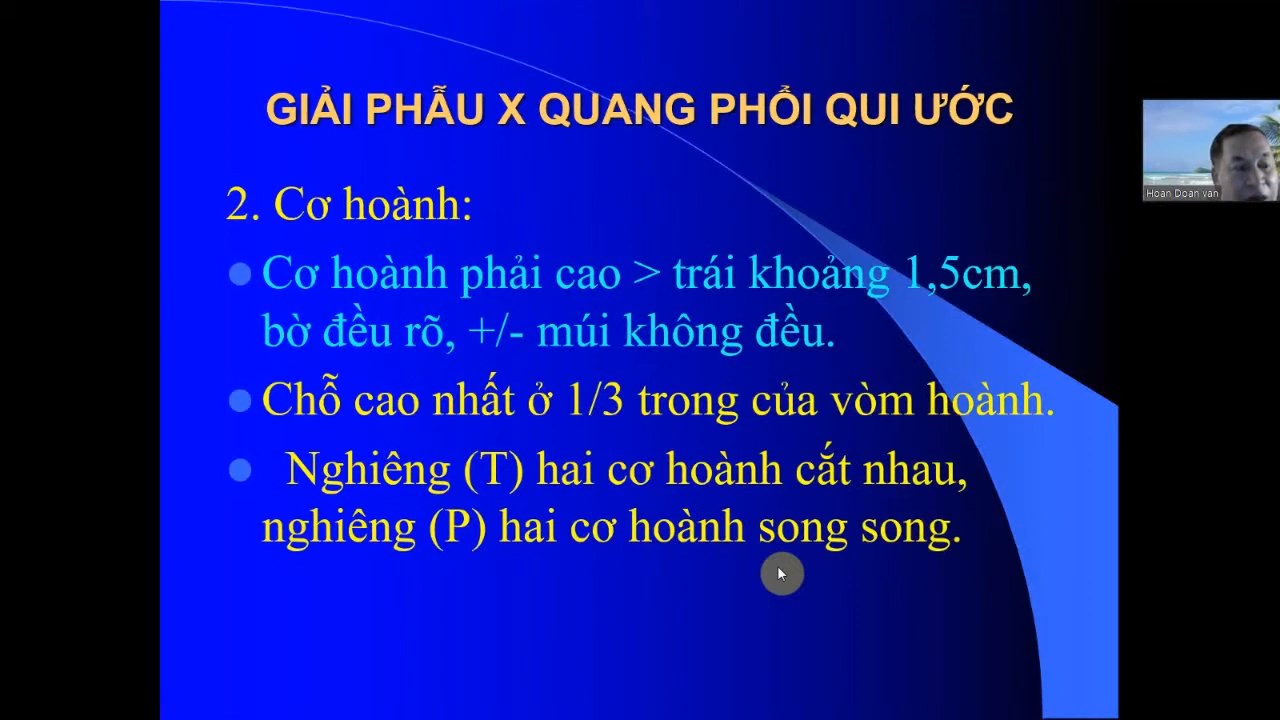 GIẢI PHẪU X QUANG PHỔI QUI ƯỚC
2. Cơ hoành:
Cơ hoành phải cao > trái khoảng 1,5cm,
bờ đều rõ, +/- múi không đều.
Chỗ cao nhất ở 1/3 trong của vòm hoành.
Nghiêng (T) hai cơ hoành cắt nhau,
nghiêng (P) hai cơ hoành song song.
Hoan Doan van